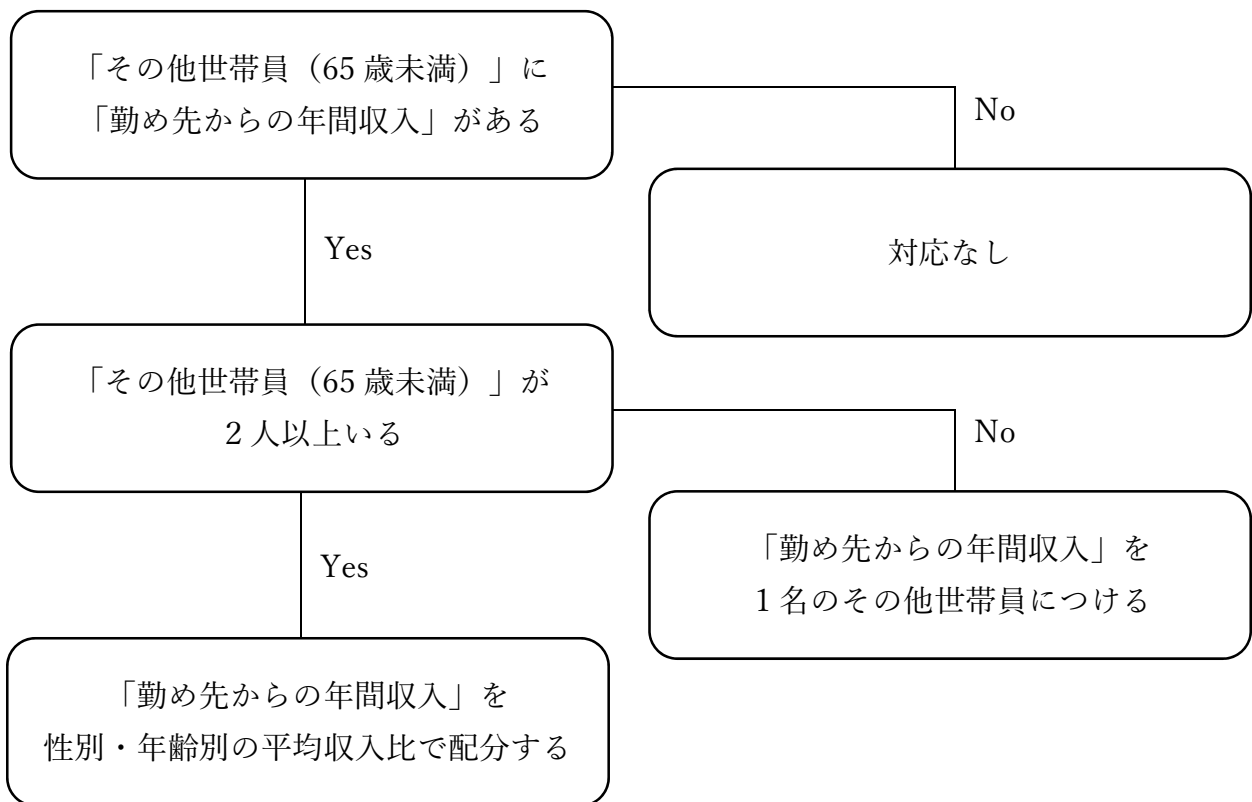 「その他世帯員（65 歳未満）」に
「勤め先からの年間収入」がある
No
対応なし
Yes
「その他世帯員（65 歳未満）」が
２人以上いる
No
「勤め先からの年間収入」を
１名のその他世帯員につける
Yes
「勤め先からの年間収入」を
性別・年齢別の平均収入比で配分する